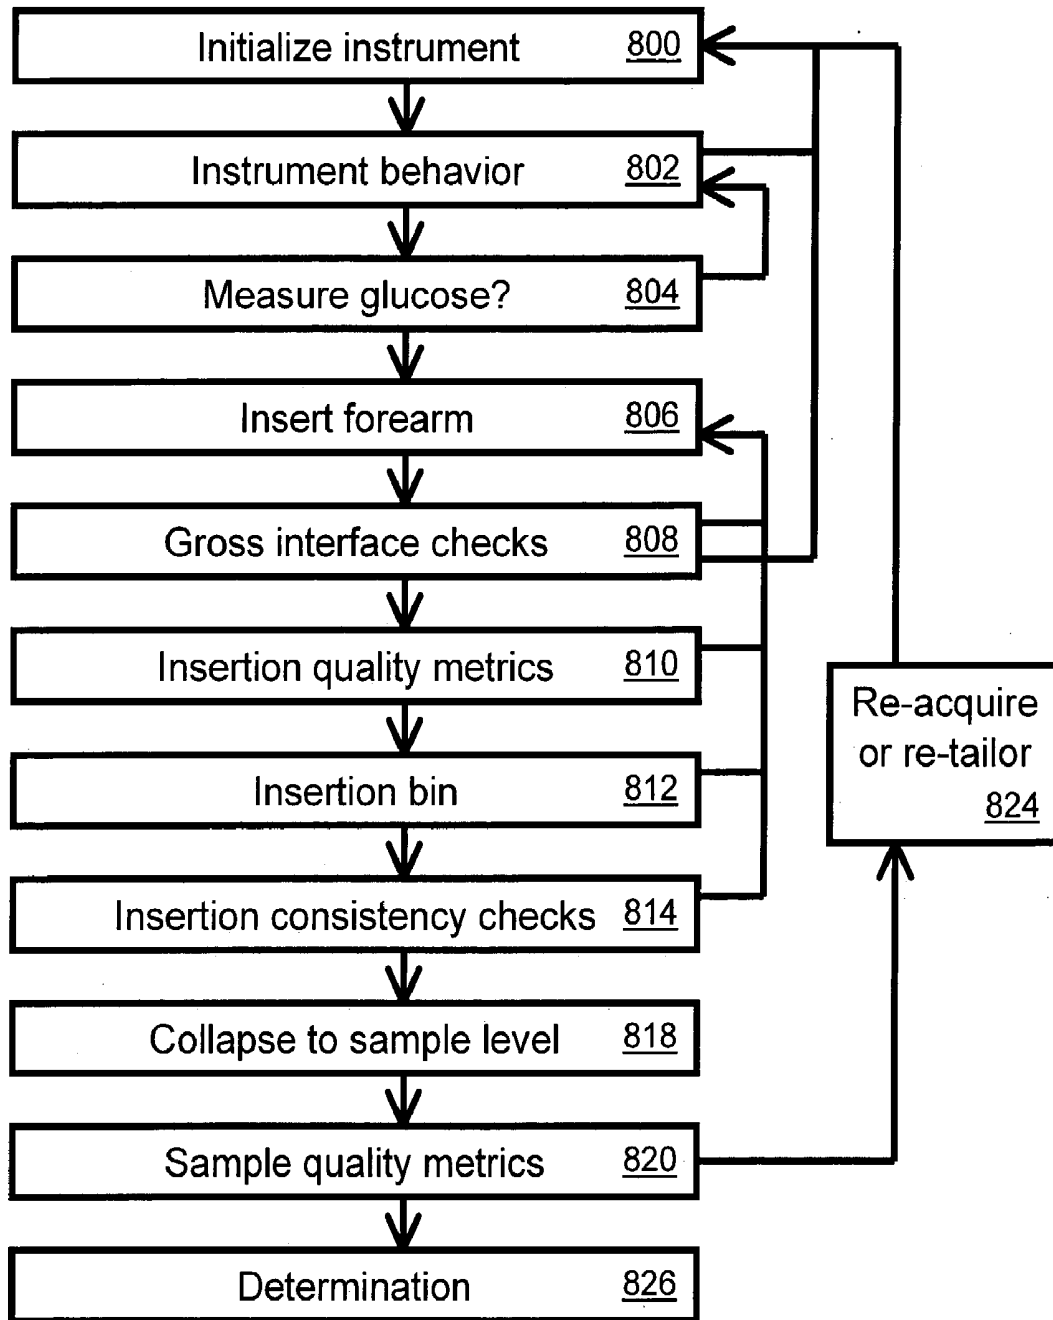 Initialize instrument 800
Instrument behavior 802
Measure glucose? 804
Insert forearm 806
Gross interface checks 808
Insertion quality metrics 810
Re-acquire
or re-tailor
824
Insertion bin 812
Insertion consistency checks 814
Collapse to sample level 818
Sample quality metrics 820
Determination 826